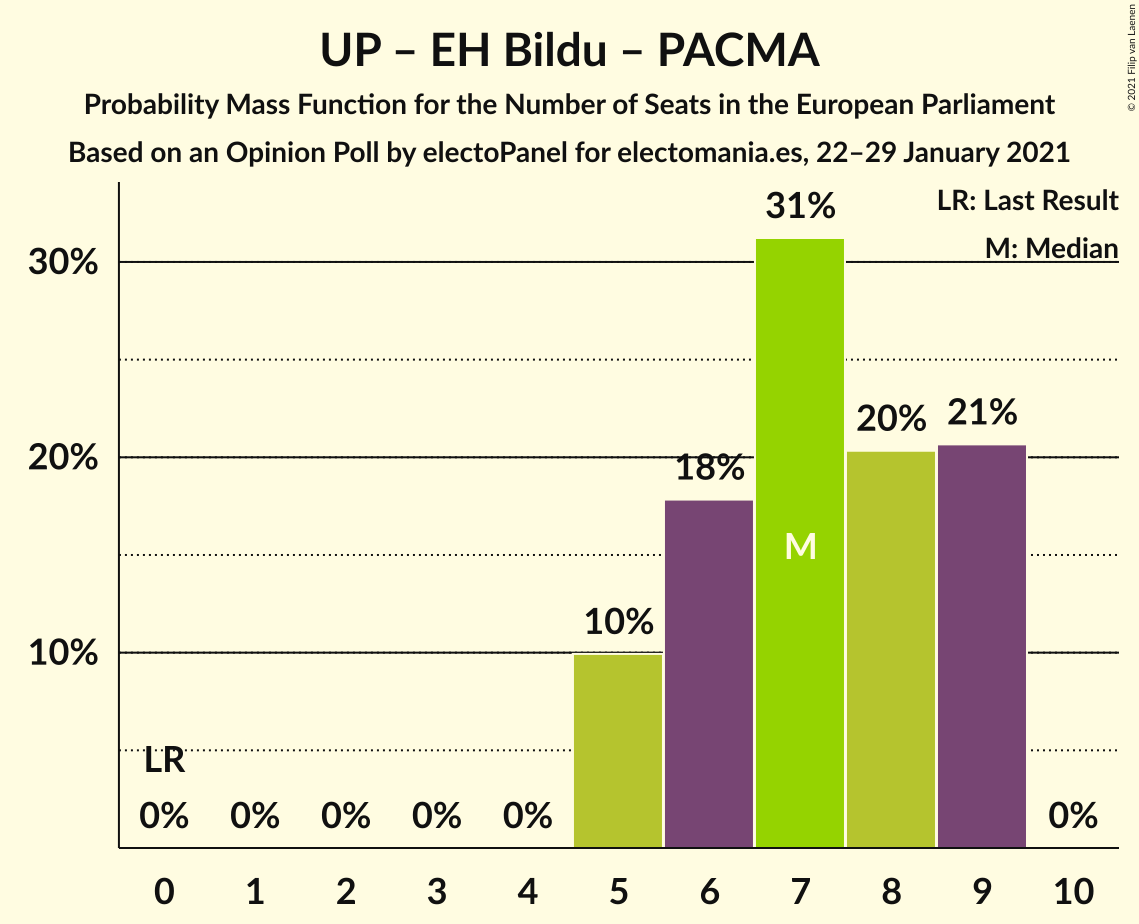 UP – EH Bildu – PACMA
Probability Mass Function for the Number of Seats in the European Parliament
Based on an Opinion Poll by electoPanel for electomania.es, 22–29 January 2021
© 2021 Filip van Laenen
LR: Last Result
M: Median
30%
20%
10%
LR
0%
0%
0%
0%
0%
10%
18%
31%
M
20%
21%
0%
0 1 2 3 4 5 6 7 8 9 10